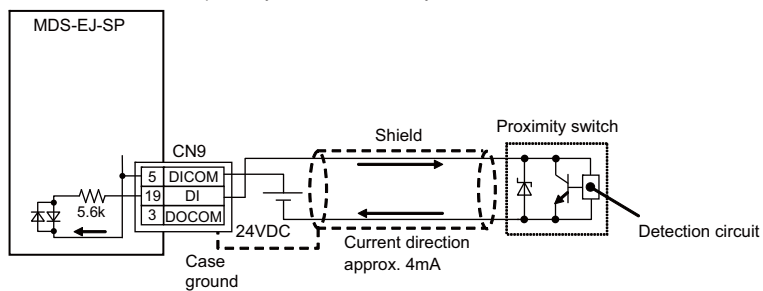 MDS-EJ-SP
CN9
5 DICOM
19 DI
3 DOCOM
5.6k
24VDC
Case
ground
Shield
Current direction
approx. 4mA
Proximity switch
Detection circuit